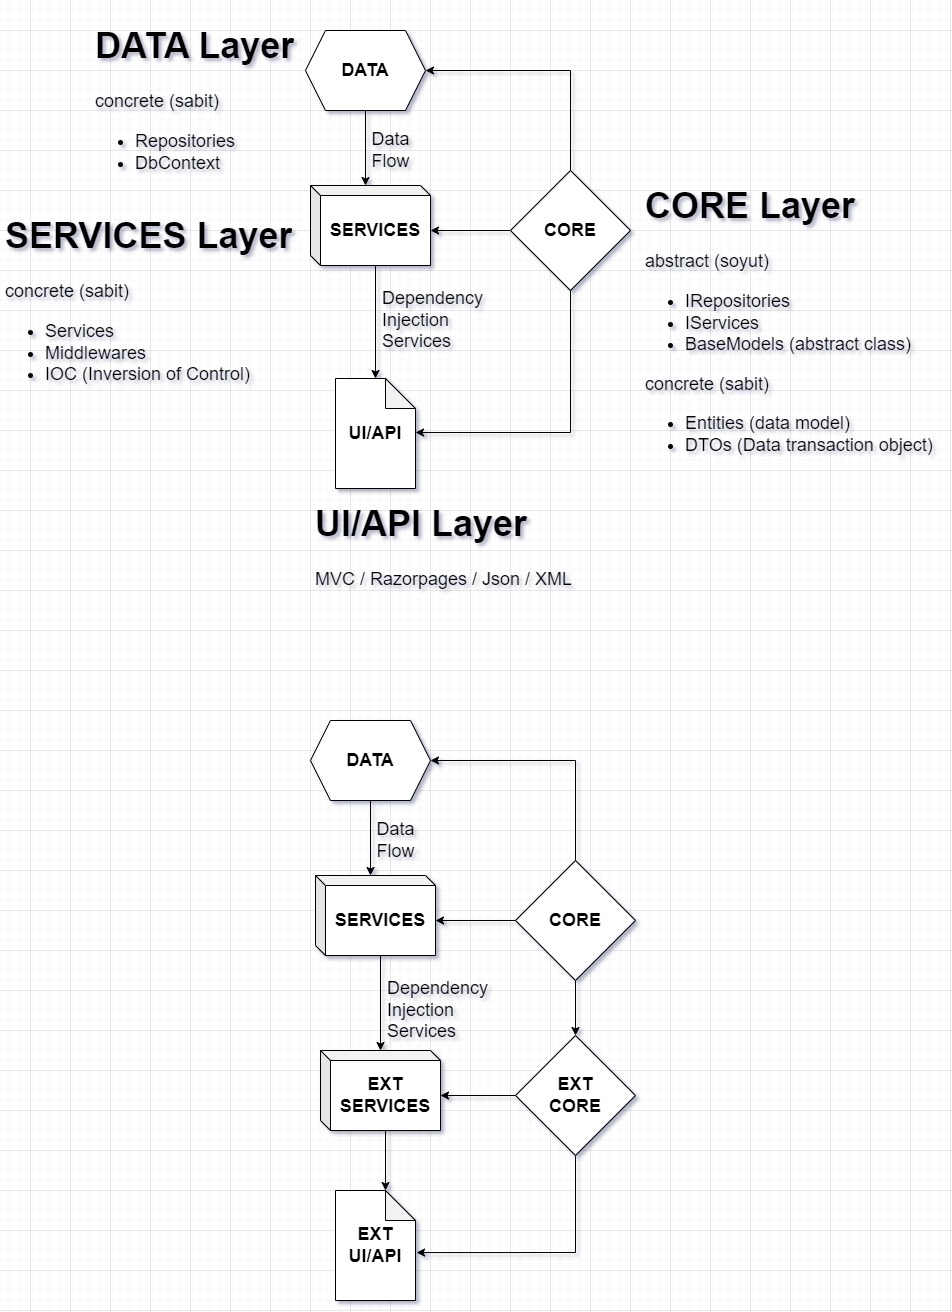 DATA Layer
concrete (sabit)
Repositories
DbContext
DATA
Data
Flow
SERVICES Layer
concrete (sabit)
Services
Middlewares
IOC (Inversion of Control)
SERVICES
CORE
CORE Layer
abstract (soyut)
IRepositories
IServices
BaseModels (abstract class)
concrete (sabit)
Entities (data model)
DTOs (Data transaction object)
Dependency
Injection
Services
UI/API
UI/API Layer
MVC / Razorpages / Json / XML
DATA
Data
Flow
SERVICES
CORE
Dependency
Injection
Services
EXT
SERVICES
EXT
CORE
EXT
UI/API